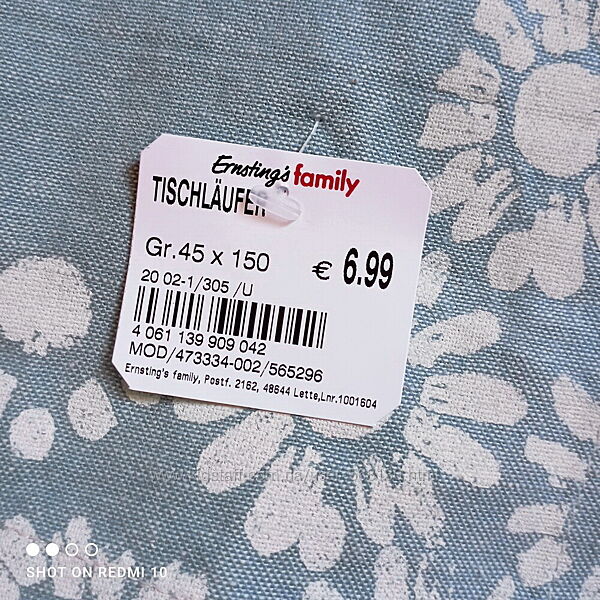 Ernsting's family
TISCHLÄUFER
Gr.45 x 150
€ 6.99
20 02-1/305 /U
4 061 139 909 042
MOD/473334-002/565296
Ernsting's family, Postf. 2162, 48644 Lette,Lnr.1001604
SHOT ON REDMI 10